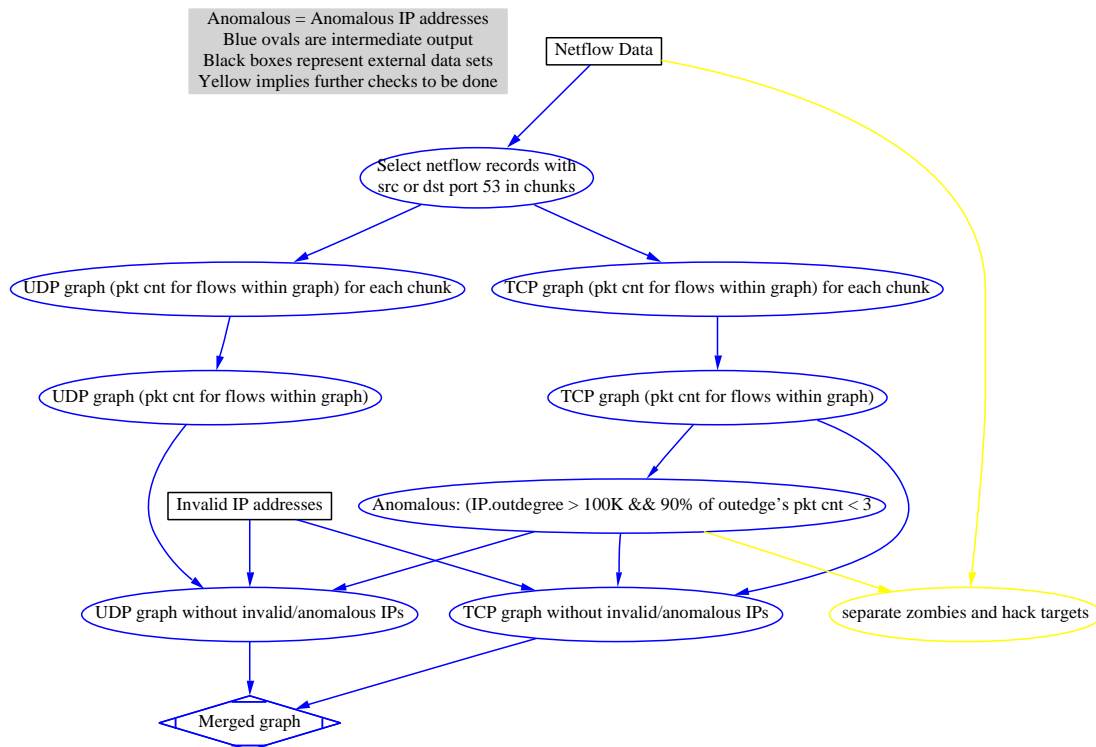 Anomalous = Anomalous IP addresses
Blue ovals are intermediate output
Black boxes represent external data sets
Yellow implies further checks to be done
Netflow Data
Select netflow records with
src or dst port 53 in chunks
UDP graph (pkt cnt for flows within graph) for each chunk
TCP graph (pkt cnt for flows within graph) for each chunk
UDP graph (pkt cnt for flows within graph)
TCP graph (pkt cnt for flows within graph)
Invalid IP addresses
Anomalous: (IP.outdegree > 100K && 90% of outedge's pkt cnt < 3
UDP graph without invalid/anomalous IPs
TCP graph without invalid/anomalous IPs
separate zombies and hack targets
Merged graph